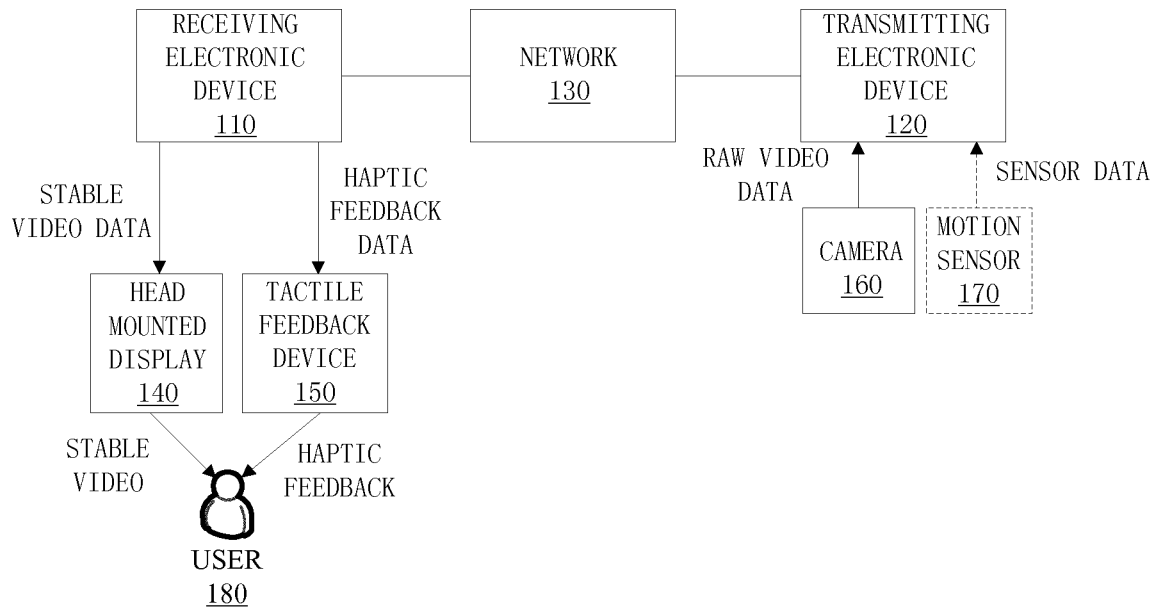 RECEIVING
ELECTRONIC
DEVICE
110
NETWORK
130
TRANSMITTING
ELECTRONIC
DEVICE
120
STABLE
VIDEO DATA
HAPTIC
FEEDBACK
DATA
RAW VIDEO
DATA
SENSOR DATA
CAMERA
160
MOTION
SENSOR
170
HEAD
MOUNTED
DISPLAY
140
TACTILE
FEEDBACK
DEVICE
150
STABLE
VIDEO
HAPTIC
FEEDBACK
USER
180